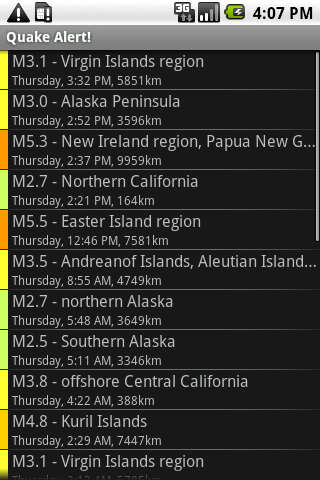 3G
4:07 PM
Quake Alert!
M3.1 - Virgin Islands region
Thursday, 3:32 PM, 5851km
M3.0 - Alaska Peninsula
Thursday, 2:52 PM, 3596km
M5.3 - New Ireland region, Papua New G...
Thursday, 2:37 PM, 9959km
M2.7 - Northern California
Thursday, 2:21 PM, 164km
M5.5 - Easter Island region
Thursday, 12:46 PM, 7581km
M3.5 - Andreanof Islands, Aleutian Island...
Thursday, 8:55 AM, 4749km
M2.7 - northern Alaska
Thursday, 5:48 AM, 3649km
M2.5 - Southern Alaska
Thursday, 5:11 AM, 3346km
M3.8 - offshore Central California
Thursday, 4:22 AM, 388km
M4.8 - Kuril Islands
Thursday, 2:29 AM, 7447km
M3.1 - Virgin Islands region